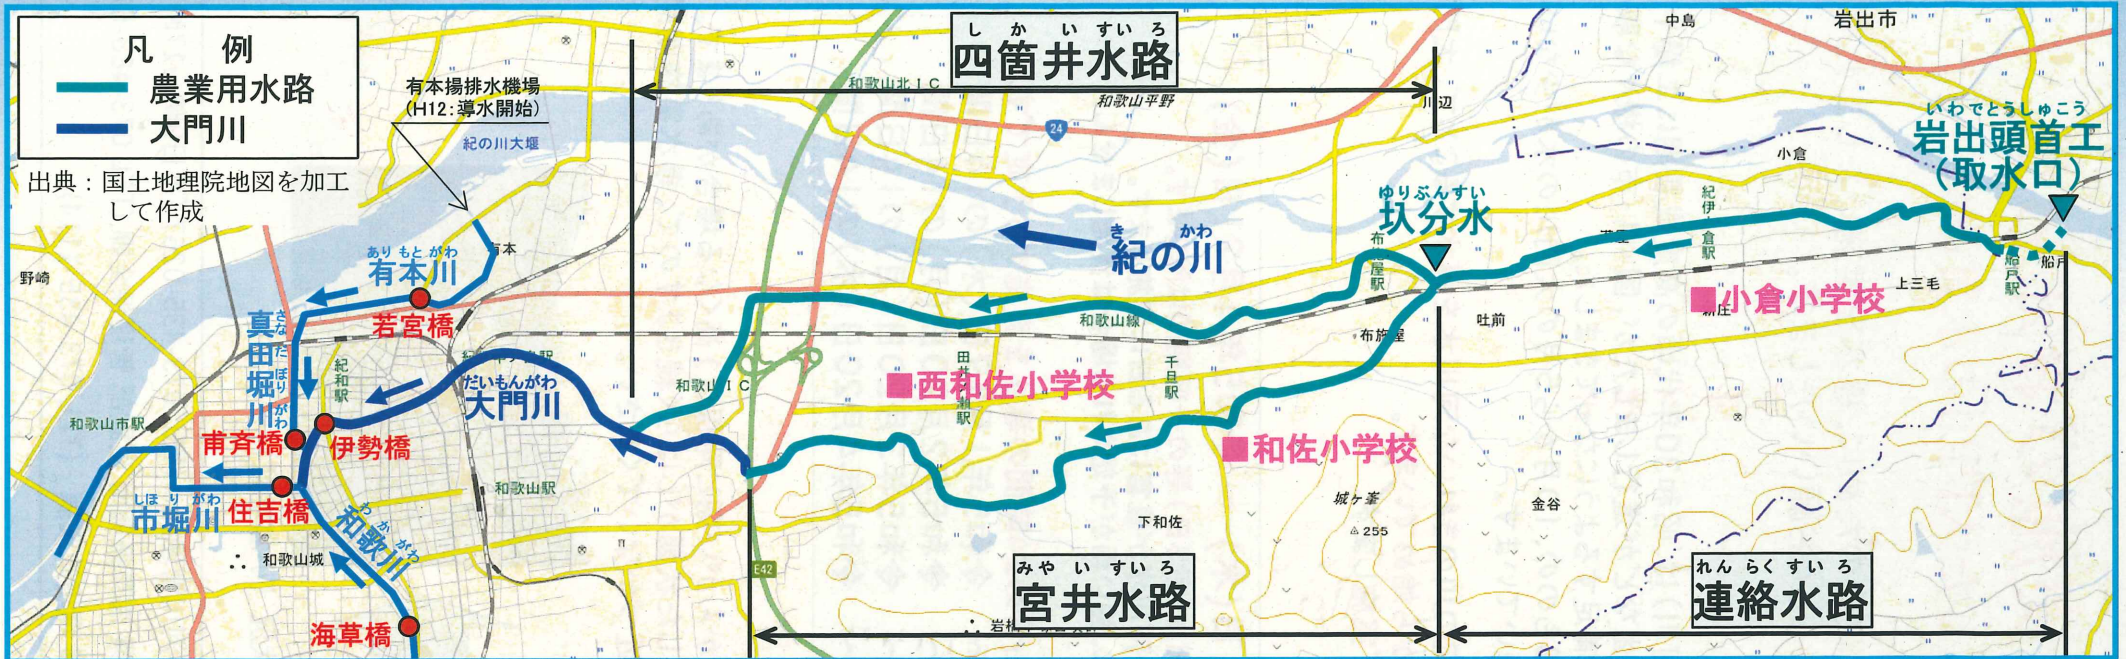 凡　例
農業用水路
大門川
出典：国土地理院地図を加工
して作成
有本揚排水機場
(H12:導水開始)
紀の川大堰
しかいすいろ
四箇井水路
和歌山北IC
和歌山平野
24
川辺
中島
岩出市
いわでとうしゅこう
岩出頭首工
(取水口)
小倉
ゆりぶんすい
圦分水
紀伊小倉駅
布施屋駅
船戸駅
船戸
上三毛
新庄
■小倉小学校
吐前
布施屋
き　かわ
紀の川
和歌山線
有本
ありもとがわ
有本川
若宮橋
野崎
さなだぼりがわ
真田堀川
紀和駅
だいもんがわ
大門川
和歌山IC
■西和佐小学校
千旦駅
■和佐小学校
和歌山市駅
甫斉橋
伊勢橋
しほりがわ
市堀川
住吉橋
わかがわ
和歌川
和歌山駅
和歌山城
海草橋
E42
下和佐
城ヶ峯
255
金谷
みやいすいろ
宮井水路
れんらくすいろ
連絡水路